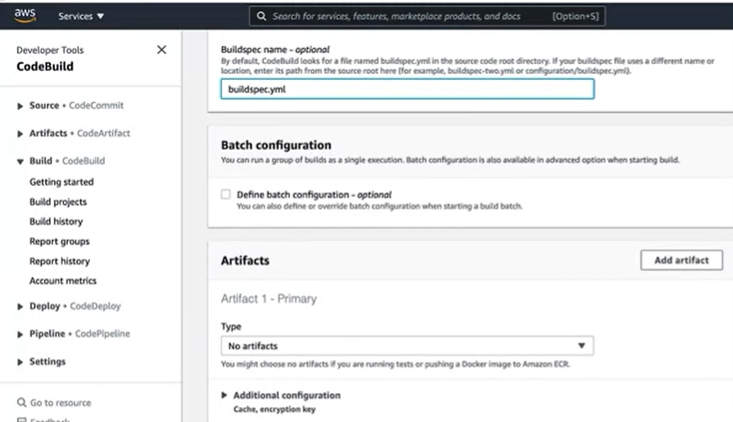 aws
Services
Search for services, features, marketplace products, and docs
[Option+S]
Developer Tools
CodeBuild
Source • CodeCommit
Artifacts • CodeArtifact
Build • CodeBuild
Getting started
Build projects
Build history
Report groups
Report history
Account metrics
Deploy • CodeDeploy
Pipeline • CodePipeline
Settings
Go to resource
Feedback
Buildspec name - optional
By default, CodeBuild looks for a file named buildspec.yml in the source code root directory. If your buildspec file uses a different name or
location, enter its path from the source root here (for example, buildspec-two.yml or configuration/buildspec.yml).
buildspec.yml
Batch configuration
You can run a group of builds as a single execution. Batch configuration is also available in advanced option when starting build.
Define batch configuration - optional
You can also define or override batch configuration when starting a build batch.
Artifacts
Add artifact
Artifact 1 - Primary
Type
No artifacts
You might choose no artifacts if you are running tests or pushing a Docker image to Amazon ECR.
Additional configuration
Cache, encryption key